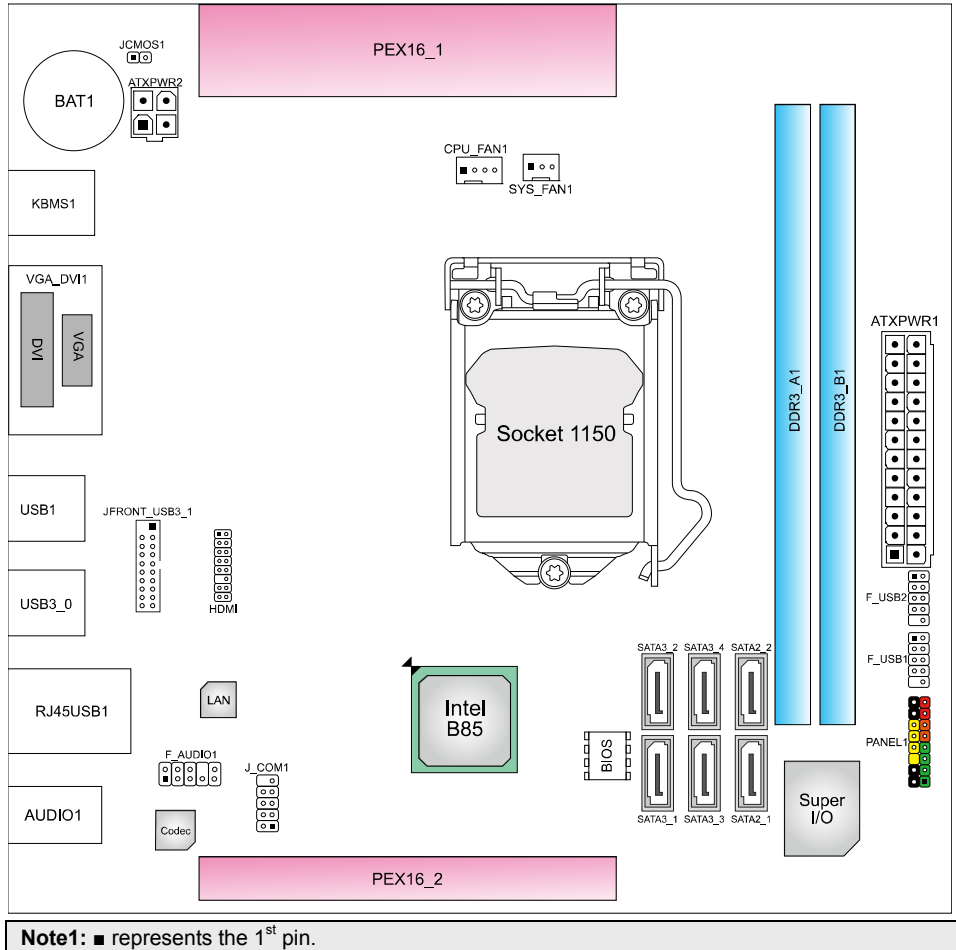 PEX16_1
JCMOS1
ATXPWR2
BAT1
CPU_FAN1
SYS_FAN1
KBMS1
VGA_DVI1
DVI
VGA
ATXPWR1
DDR3_A1
DDR3_B1
Socket 1150
USB1
JFRONT_USB3_1
HDMI
USB3_0
F_USB2
F_USB1
SATA3_2
SATA3_4
SATA2_2
LAN
RJ45USB1
Intel
B85
PANEL1
F_AUDIO1
J_COM1
BIOS
Super
I/O
AUDIO1
Codec
SATA3_1
SATA3_3
SATA2_1
PEX16_2
Note1: ■ represents the 1st pin.